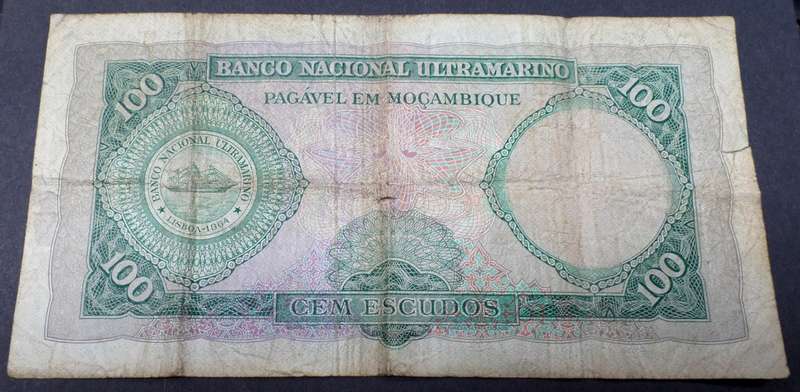 100
BANCO NACIONAL ULTRAMARINO
100
PAGÁVEL EM MOÇAMBIQUE
BANCO NACIONAL ULTRAMARINO
LISBOA-1864
100
CEM ESCUDOS
100